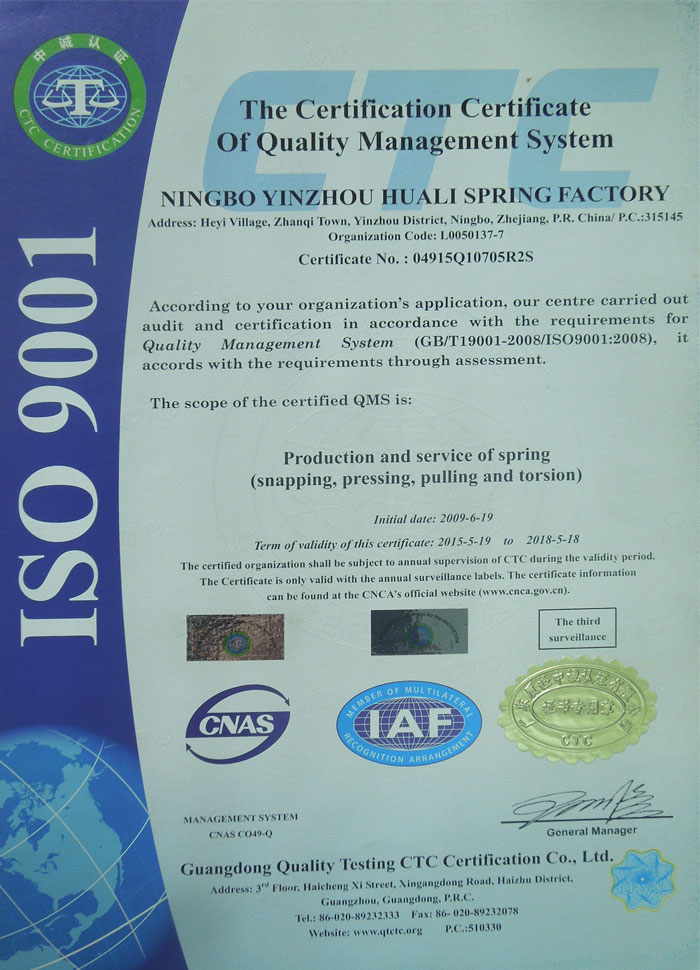 中诚认证
CTC CERTIFICATION
ISO 9001
CTC
The Certification Certificate
Of Quality Management System
NINGBO YINZHOU HUALI SPRING FACTORY
Address: Heyi Village, Zhanqi Town, Yinzhou District, Ningbo, Zhejiang, P.R. China/ P.C.:315145
Organization Code: L0050137-7
Certificate No. : 04915Q10705R2S
According to your organization's application, our centre carried out
audit and certification in accordance with the requirements for
Quality Management System (GB/T19001-2008/ISO9001:2008), it
accords with the requirements through assessment.
The scope of the certified QMS is:
Production and service of spring
(snapping, pressing, pulling and torsion)
Initial date: 2009-6-19
Term of validity of this certificate: 2015-5-19 to 2018-5-18
The certified organization shall be subject to annual supervision of CTC during the validity period.
The Certificate is only valid with the annual surveillance labels. The certificate information
can be found at the CNCA's official website (www.cnca.gov.cn).
The third
surveillance
CNAS
MEMBER OF MULTILATERAL
IAF
RECOGNITION ARRANGEMENT
证书专用章
CTC
MANAGEMENT SYSTEM
CNAS CO49-Q
General Manager
Guangdong Quality Testing CTC Certification Co., Ltd.
Address: 3rd Floor, Haicheng Xi Street, Xingangdong Road, Haizhu District,
Guangzhou, Guangdong, P.R.C.
Tel.: 86-020-89232333 Fax: 86- 020-89232078
Website: www.qtctc.org P.C.:510330